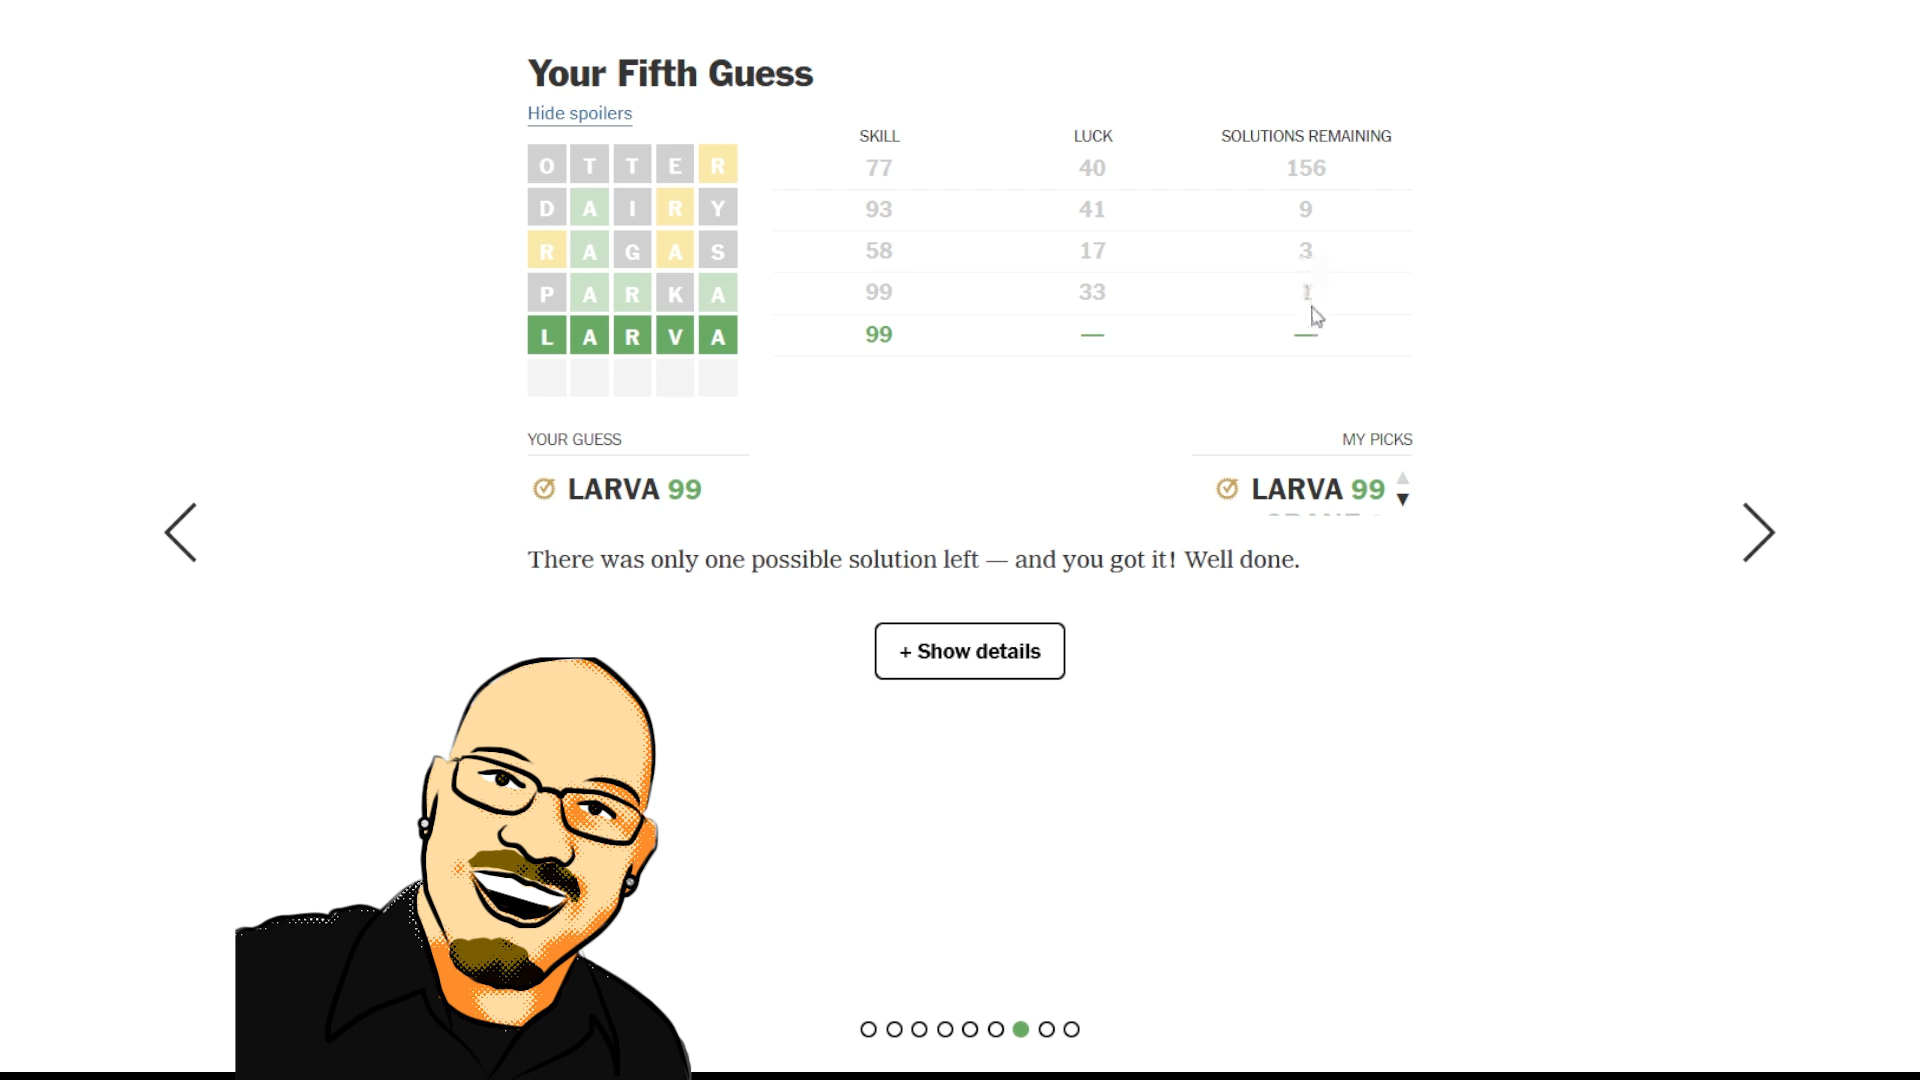 Your Fifth Guess
Hide spoilers
SKILL LUCK SOLUTIONS REMAINING
O T T E R 77 40 156
D A I R Y 93 41 9
R A G A S 58 17 3
P A R K A 99 33 1
L A R V A 99 — —
YOUR GUESS MY PICKS
LARVA 99 LARVA 99
There was only one possible solution left — and you got it! Well done.
+ Show details